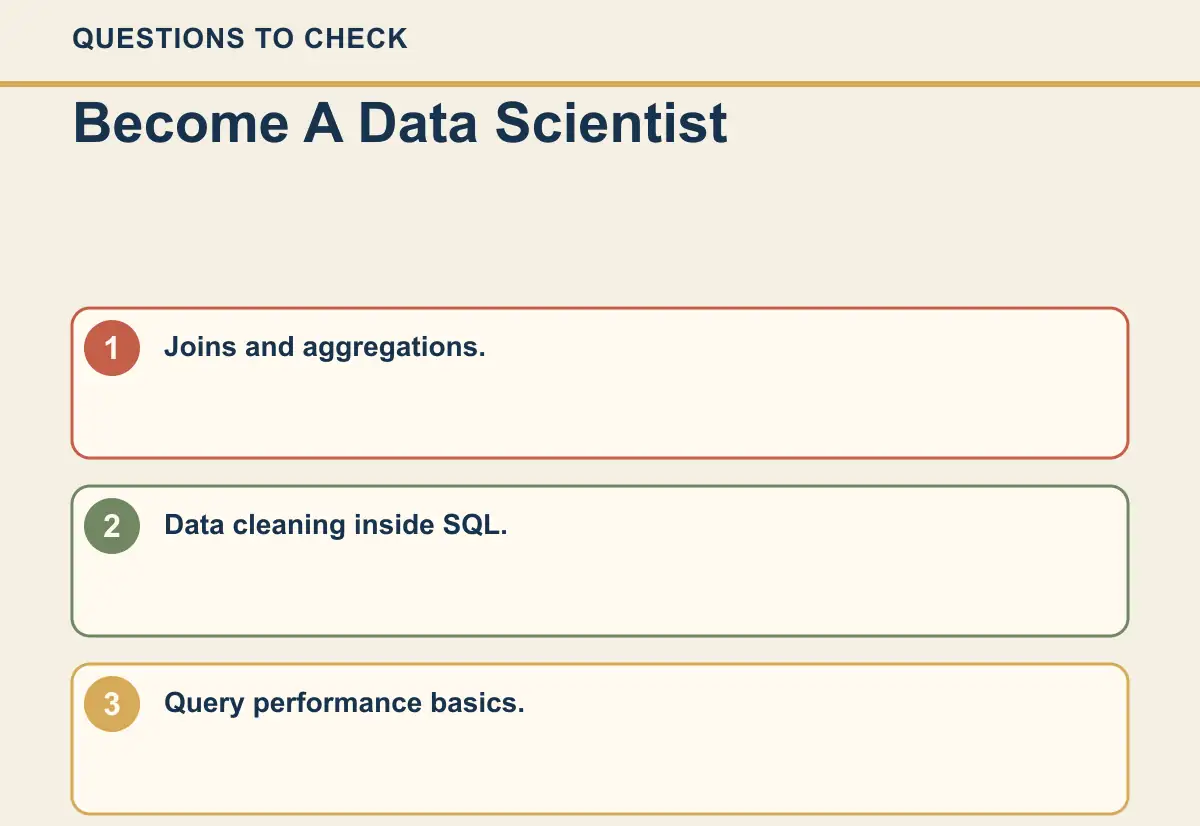 QUESTIONS TO CHECK
Become A Data Scientist
1 Joins and aggregations.
2 Data cleaning inside SQL.
3 Query performance basics.